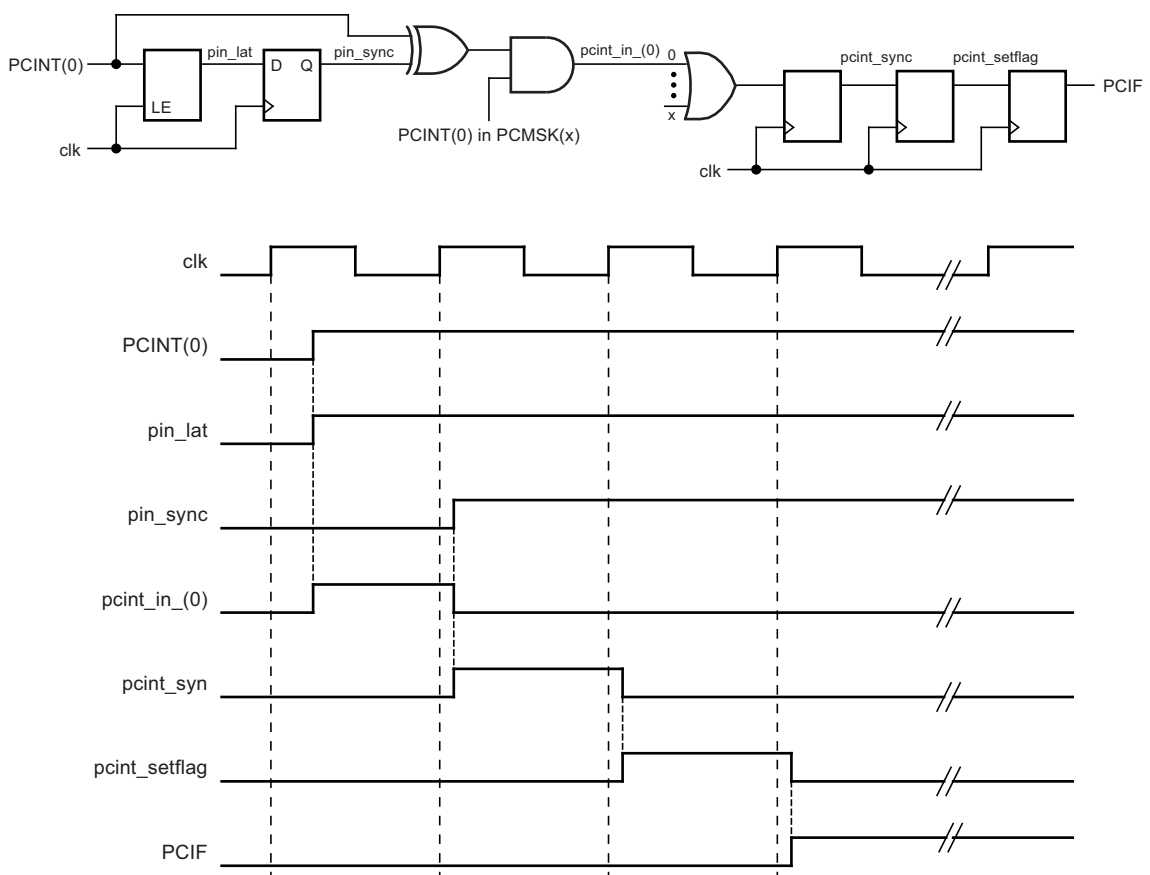 PCINT(0)
pin_lat
pin_sync
D Q
LE
clk
PCINT(0) in PCMSK(x)
pcint_in_(0)
0
x
pcint_sync
pcint_setflag
PCIF
clk
clk
PCINT(0)
pin_lat
pin_sync
pcint_in_(0)
pcint_syn
pcint_setflag
PCIF